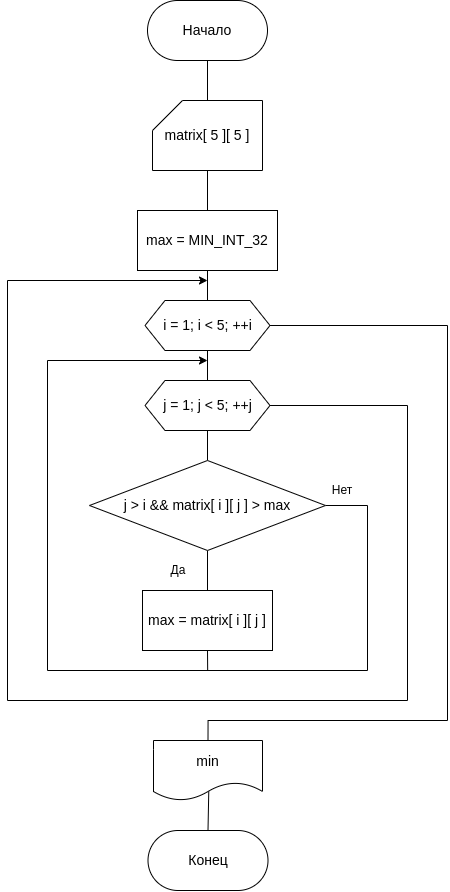 Начало
matrix[ 5 ][ 5 ]
max = MIN_INT_32
i = 1; i < 5; ++i
j = 1; j < 5; ++j
j > i && matrix[ i ][ j ] > max
Нет
Да
max = matrix[ i ][ j ]
min
Конец